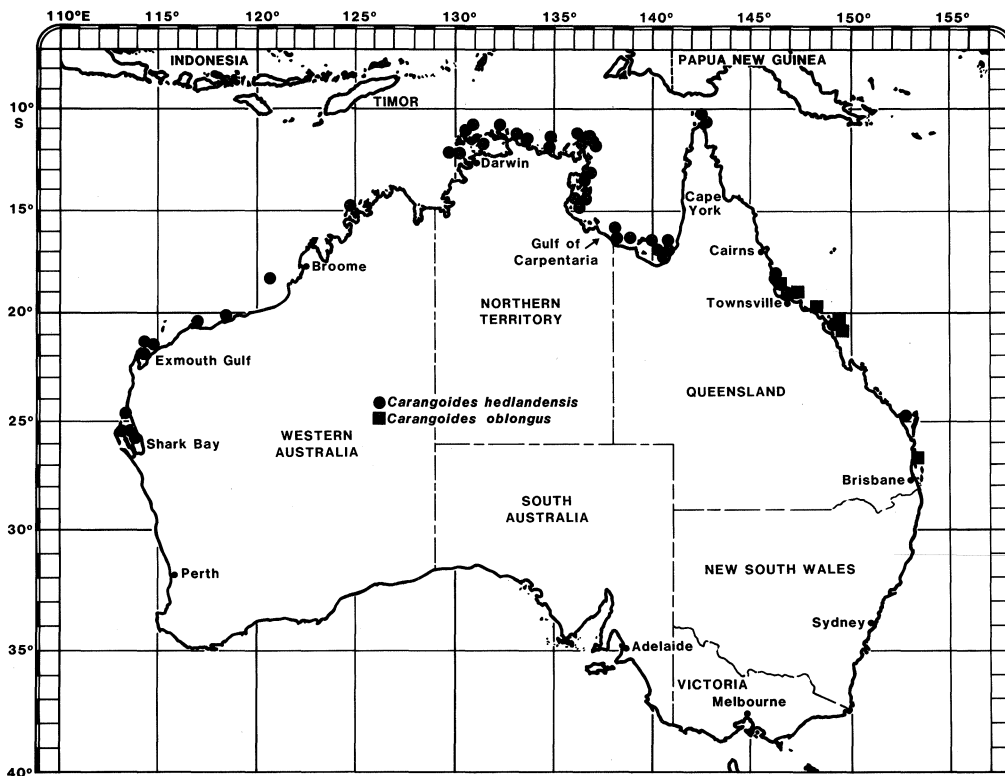 110°E 115° 120° 125° 130° 135° 140° 145° 150° 155°
INDONESIA
PAPUA NEW GUINEA
TIMOR
10°
S
Darwin
15°
Cape
York
Gulf of
Carpentaria
Cairns
Broome
NORTHERN
TERRITORY
Townsville
20°
Exmouth Gulf
QUEENSLAND
Carangoides hedlandensis
Carangoides oblongus
25°
WESTERN
AUSTRALIA
Shark Bay
Brisbane
SOUTH
AUSTRALIA
30°
NEW SOUTH WALES
Perth
Sydney
35°
Adelaide
VICTORIA
Melbourne
40°